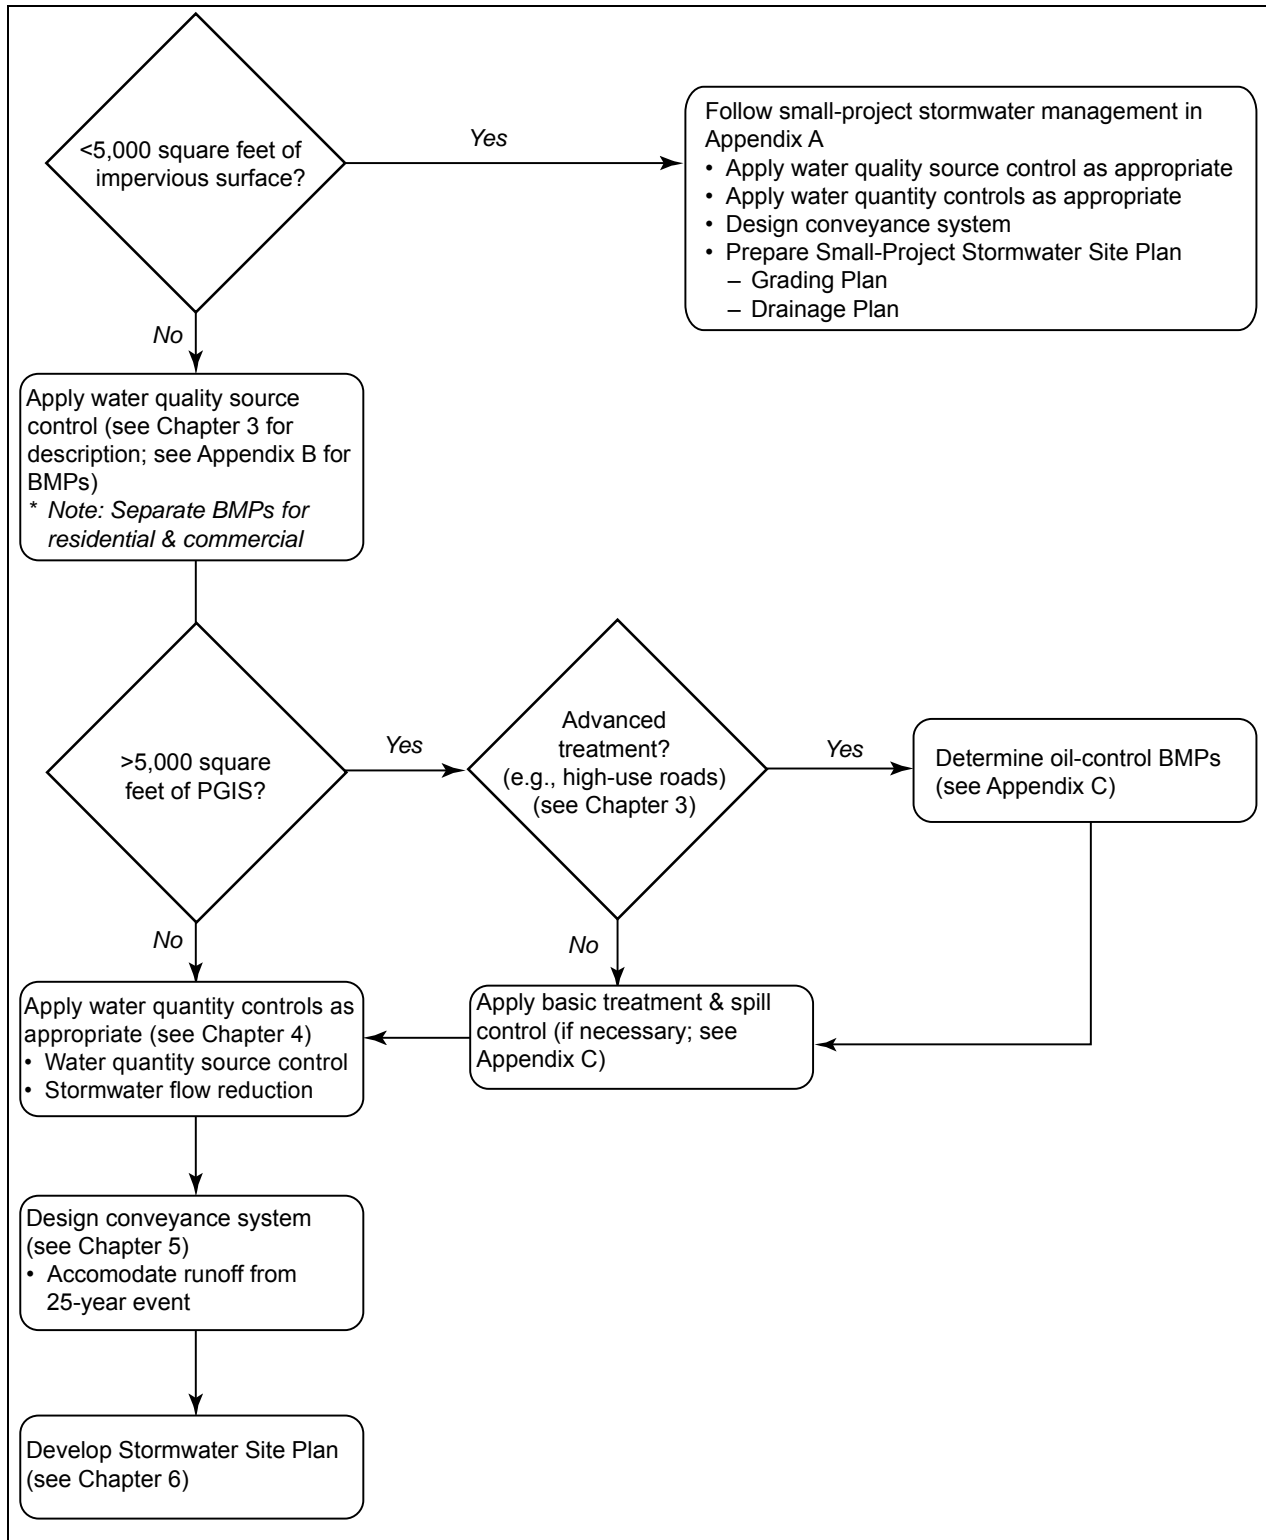 <5,000 square feet of
impervious surface?
Yes
Follow small-project stormwater management in
Appendix A
• Apply water quality source control as appropriate
• Apply water quantity controls as appropriate
• Design conveyance system
• Prepare Small-Project Stormwater Site Plan
– Grading Plan
– Drainage Plan
No
Apply water quality source
control (see Chapter 3 for
description; see Appendix B for
BMPs)
* Note: Separate BMPs for
residential & commercial
>5,000 square
feet of PGIS?
Yes
Advanced
treatment?
(e.g., high-use roads)
(see Chapter 3)
Yes
Determine oil-control BMPs
(see Appendix C)
No
No
Apply water quantity controls as
appropriate (see Chapter 4)
• Water quantity source control
• Stormwater flow reduction
Apply basic treatment & spill
control (if necessary; see
Appendix C)
Design conveyance system
(see Chapter 5)
• Accomodate runoff from
25-year event
Develop Stormwater Site Plan
(see Chapter 6)